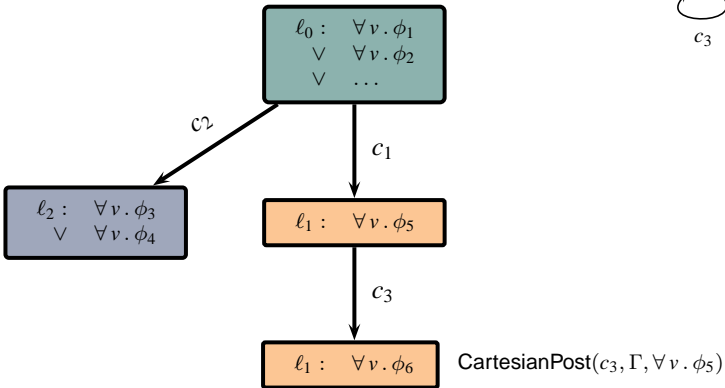 ℓ₀ : ∀ v . ϕ₁
∨ ∀ v . ϕ₂
∨ . . .
c₃
c₂
c₁
ℓ₂ : ∀ v . ϕ₃
∨ ∀ v . ϕ₄
ℓ₁ : ∀ v . ϕ₅
c₃
ℓ₁ : ∀ v . ϕ₆
CartesianPost(c₃, Γ, ∀ v . ϕ₅)